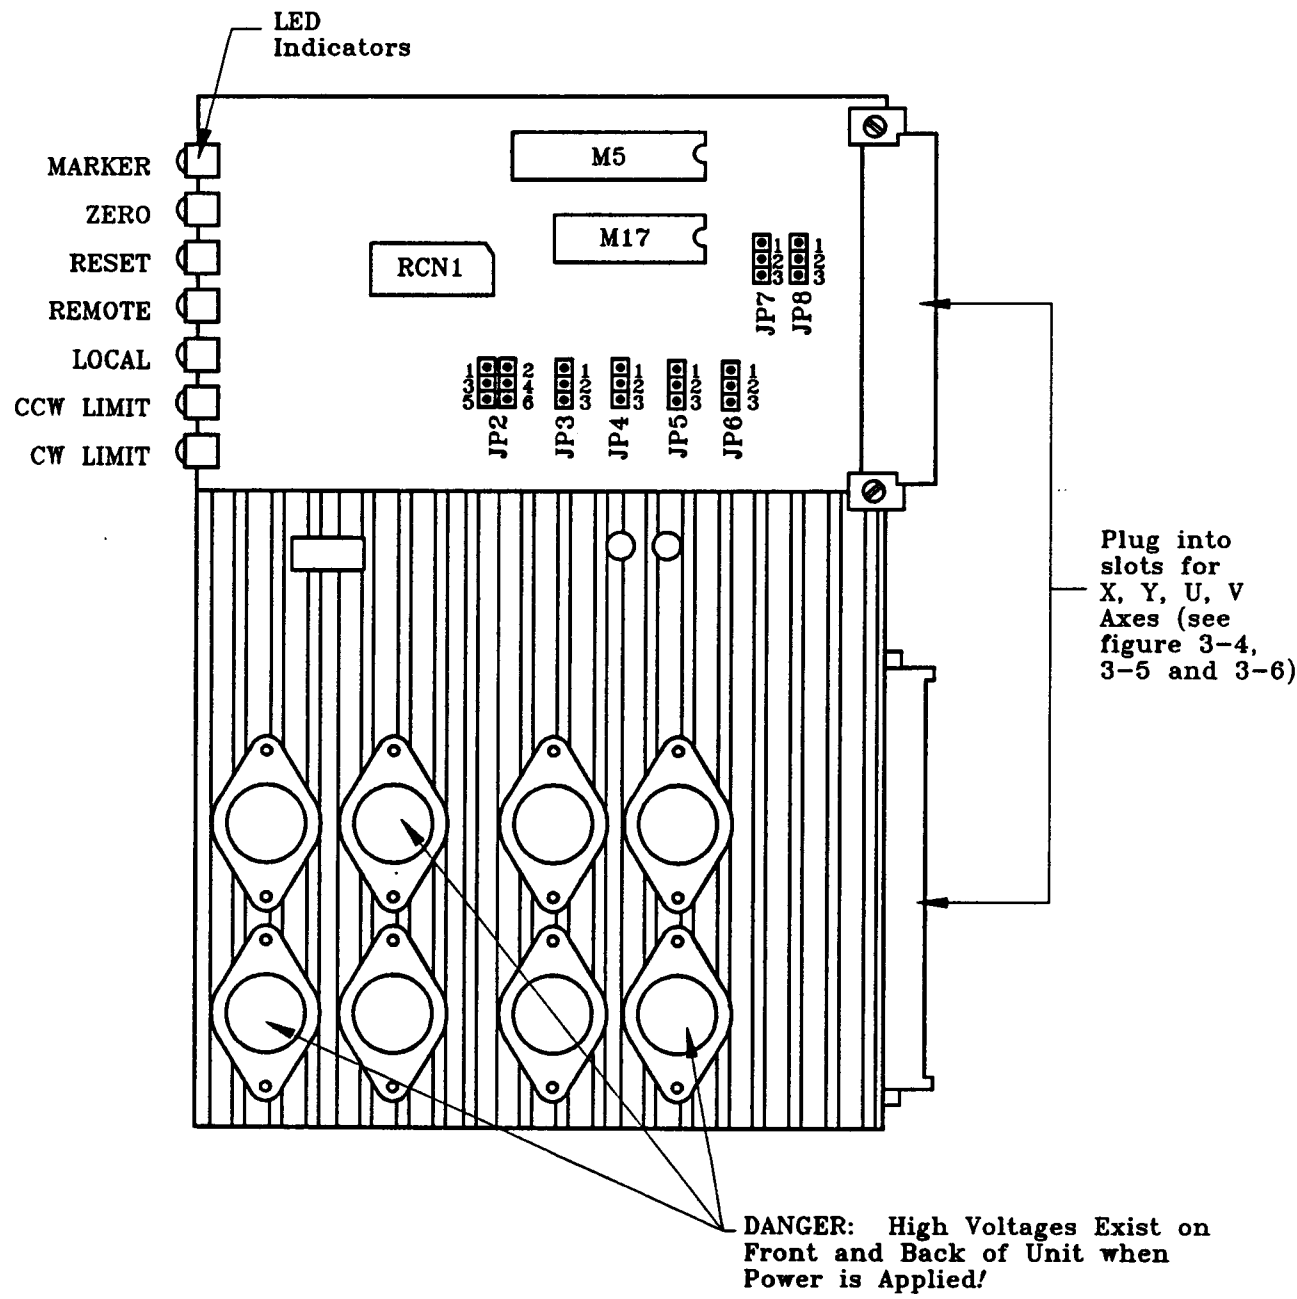 LED
Indicators
MARKER
ZERO
RESET
REMOTE
LOCAL
CCW LIMIT
CW LIMIT
M5
M17
RCN1
1
2
3
JP7
1
2
3
JP8
1 2
3 4
5 6
JP2
1
2
3
JP3
1
2
3
JP4
1
2
3
JP5
1
2
3
JP6
Plug into
slots for
X, Y, U, V
Axes (see
figure 3-4,
3-5 and 3-6)
DANGER: High Voltages Exist on
Front and Back of Unit when
Power is Applied!